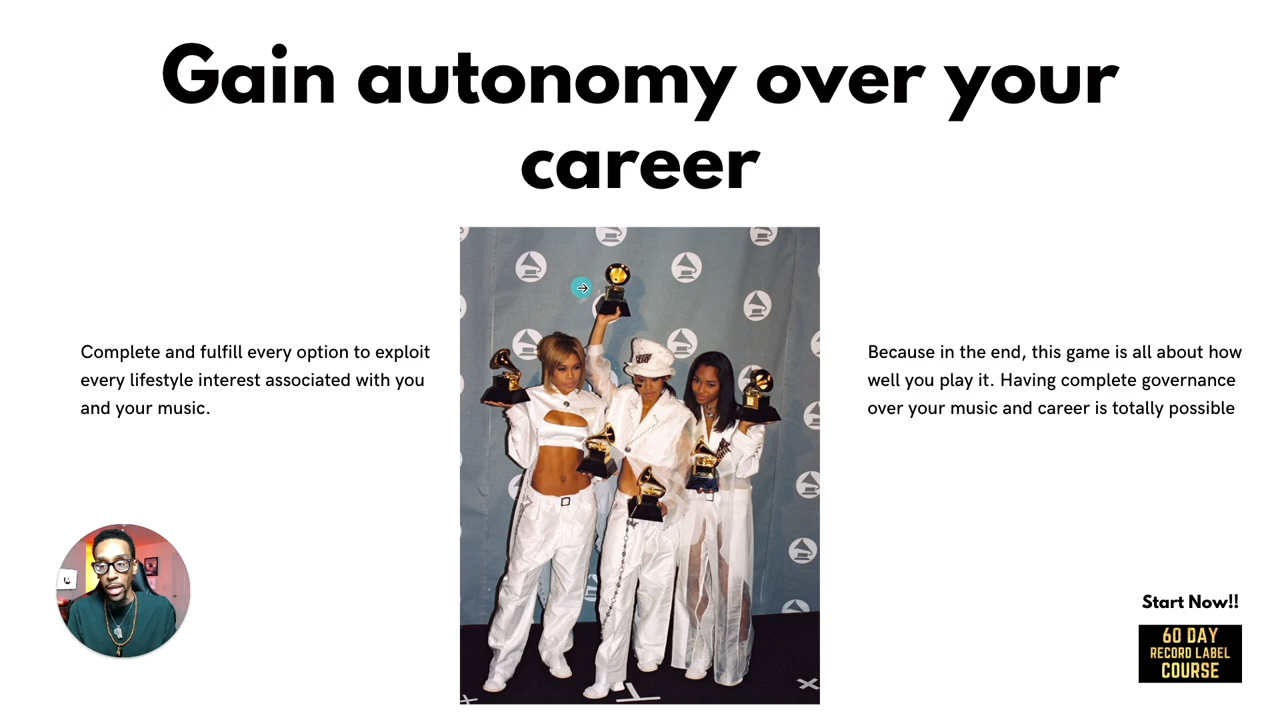 Gain autonomy over your
career
Complete and fulfill every option to exploit
every lifestyle interest associated with you
and your music.
Because in the end, this game is all about how
well you play it. Having complete governance
over your music and career is totally possible
Start Now!!
60 DAY
RECORD LABEL
COURSE